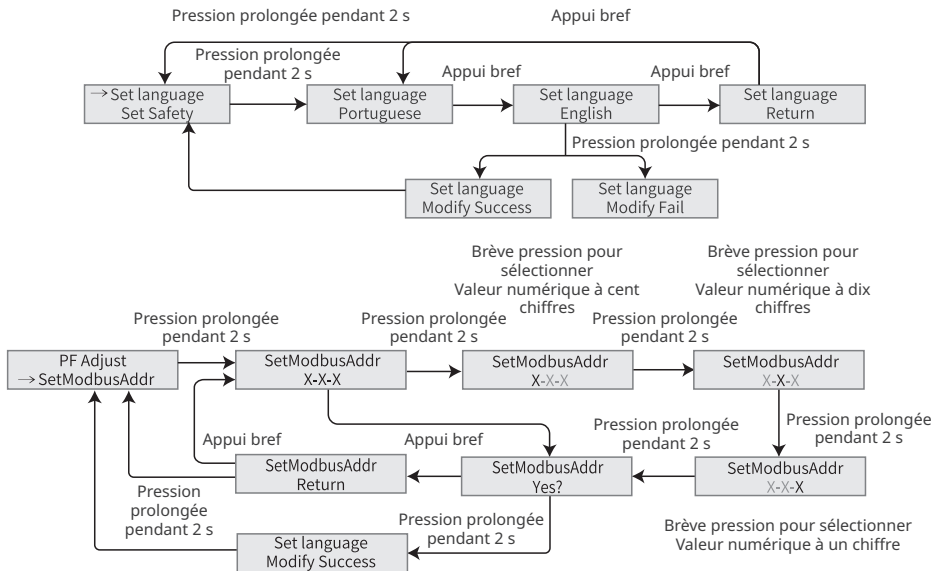 Pression prolongée pendant 2 s
Appui bref
Pression prolongée
pendant 2 s
Appui bref
Appui bref
→Set language
Set Safety
Set language
Portuguese
Set language
English
Set language
Return
Pression prolongée pendant 2 s
Set language
Modify Success
Set language
Modify Fail
Brève pression pour
sélectionner
Valeur numérique à cent
chiffres
Brève pression pour
sélectionner
Valeur numérique à dix
chiffres
Pression prolongée
pendant 2 s
Pression prolongée
pendant 2 s
Pression prolongée
pendant 2 s
PF Adjust
→SetModbusAddr
SetModbusAddr
X-X-X
SetModbusAddr
X-X-X
SetModbusAddr
X-X-X
Pression prolongée
pendant 2 s
Pression prolongée
pendant 2 s
Appui bref
Appui bref
SetModbusAddr
Return
SetModbusAddr
Yes?
SetModbusAddr
X-X-X
Pression
prolongée
pendant 2 s
Pression prolongée
pendant 2 s
Set language
Modify Success
Brève pression pour sélectionner
Valeur numérique à un chiffre